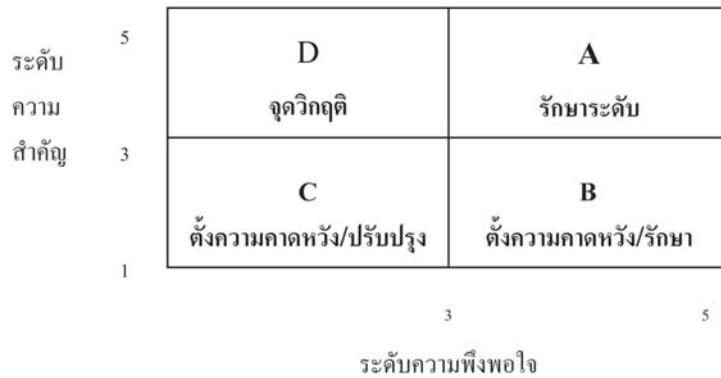 5
D
A
ระดับ
ความ
จุดวิกฤติ
รักษาระดับ
สำคัญ
3
C
B
ตั้งความคาดหวัง/ปรับปรุง
ตั้งความคาดหวัง/รักษา
1
3
5
ระดับความพึงพอใจ